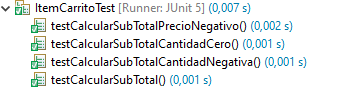 ItemCarritoTest [Runner: JUnit 5] (0,007 s)
testCalcularSubTotalPrecioNegativo() (0,002 s)
testCalcularSubTotalCantidadCero() (0,001 s)
testCalcularSubTotalCantidadNegativa() (0,001 s)
testCalcularSubTotal() (0,001 s)